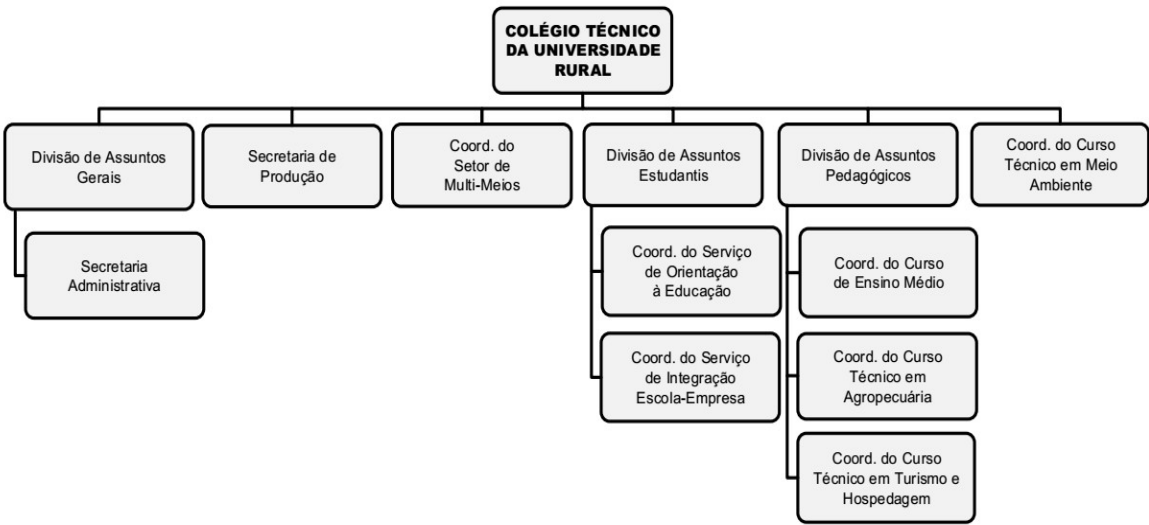 COLÉGIO TÉCNICO
DA UNIVERSIDADE
RURAL
Divisão de Assuntos
Gerais
Secretaria de
Produção
Coord. do
Setor de
Multi-Meios
Divisão de Assuntos
Estudantis
Divisão de Assuntos
Pedagógicos
Coord. do Curso
Técnico em Meio
Ambiente
Secretaria
Administrativa
Coord. do Serviço
de Orientação
à Educação
Coord. do Serviço
de Integração
Escola-Empresa
Coord. do Curso
de Ensino Médio
Coord. do Curso
Técnico em
Agropecuária
Coord. do Curso
Técnico em Turismo e
Hospedagem